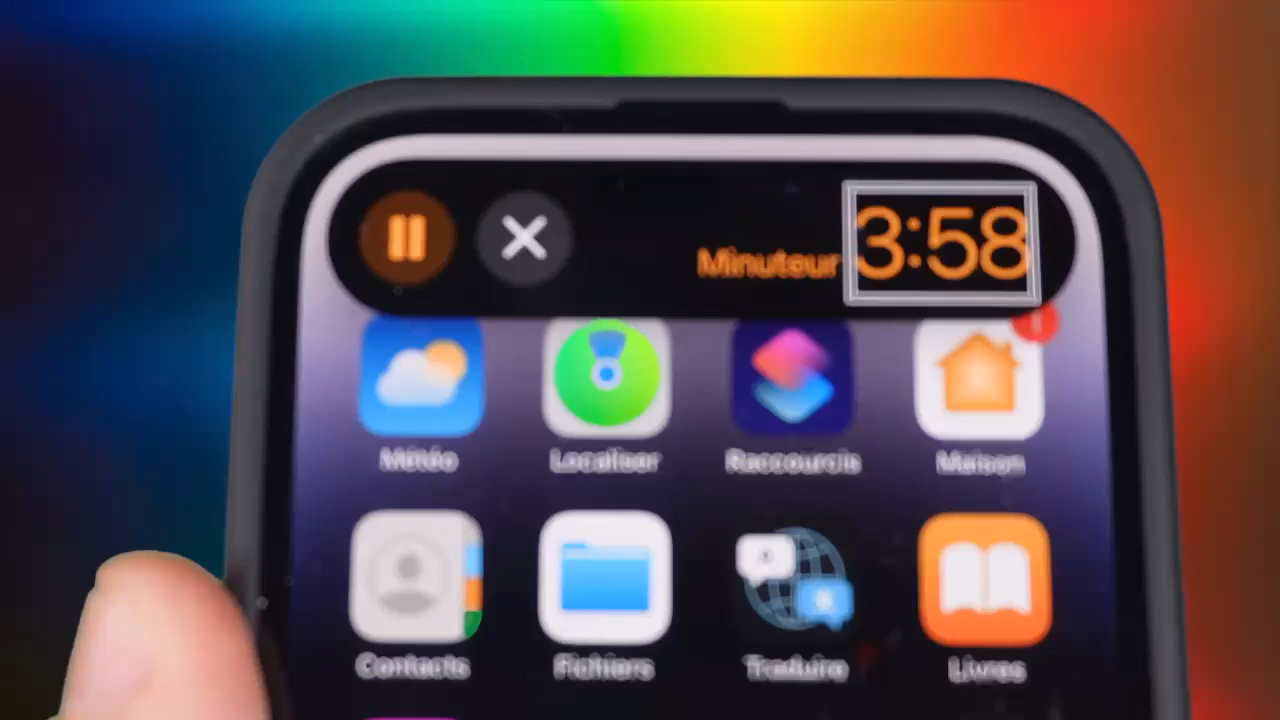 Minuteur 3:58
Météo Localiser Raccourcis Maison
Contacts Fichiers Traduire Livres